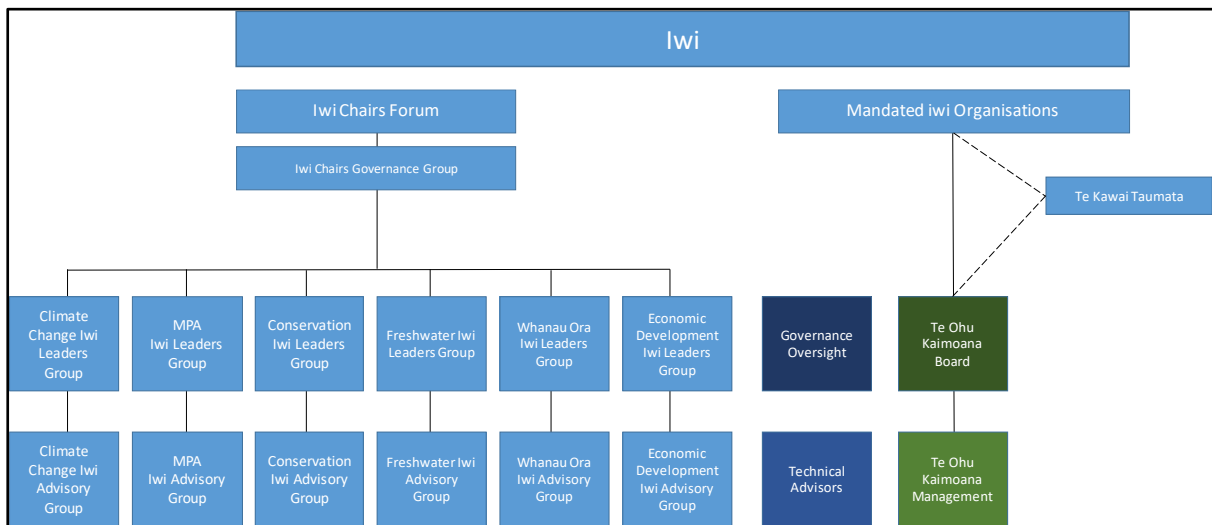 Iwi
Iwi Chairs Forum
Mandated iwi Organisations
Iwi Chairs Governance Group
Te Kawai Taumata
Climate
Change Iwi
Leaders
Group
MPA
Iwi Leaders
Group
Conservation
Iwi Leaders
Group
Freshwater Iwi
Leaders Group
Whanau Ora
Iwi Leaders
Group
Economic
Development
Iwi Leaders
Group
Governance
Oversight
Te Ohu
Kaimoana
Board
Climate
Change Iwi
Advisory
Group
MPA
Iwi Advisory
Group
Conservation
Iwi Advisory
Group
Freshwater Iwi
Advisory
Group
Whanau Ora
Iwi Advisory
Group
Economic
Development
Iwi Advisory
Group
Technical
Advisors
Te Ohu
Kaimoana
Management